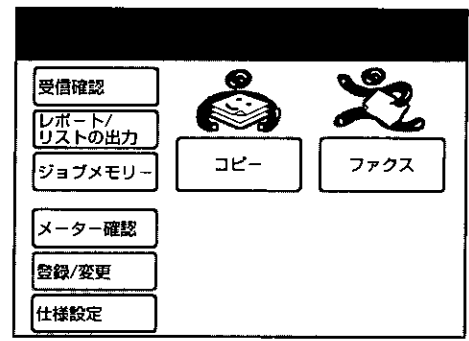 受信確認
レポート/
リストの出力
ジョブメモリー
メーター確認
登録/変更
仕様設定
コピー
ファクス